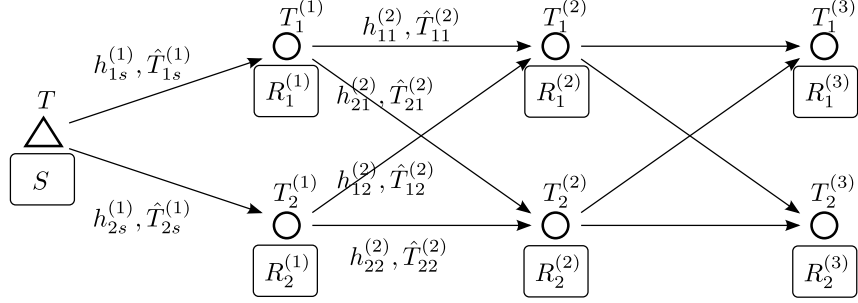 T_1^{(1)} h_{11}^{(2)}, \hat{T}_{11}^{(2)} T_1^{(2)} T_1^{(3)}
h_{1s}^{(1)}, \hat{T}_{1s}^{(1)}
R_1^{(1)} h_{21}^{(2)}, \hat{T}_{21}^{(2)} R_1^{(2)} R_1^{(3)}
T
S
h_{12}^{(2)}, \hat{T}_{12}^{(2)}
T_2^{(1)} T_2^{(2)} T_2^{(3)}
h_{2s}^{(1)}, \hat{T}_{2s}^{(1)}
h_{22}^{(2)}, \hat{T}_{22}^{(2)}
R_2^{(1)} R_2^{(2)} R_2^{(3)}